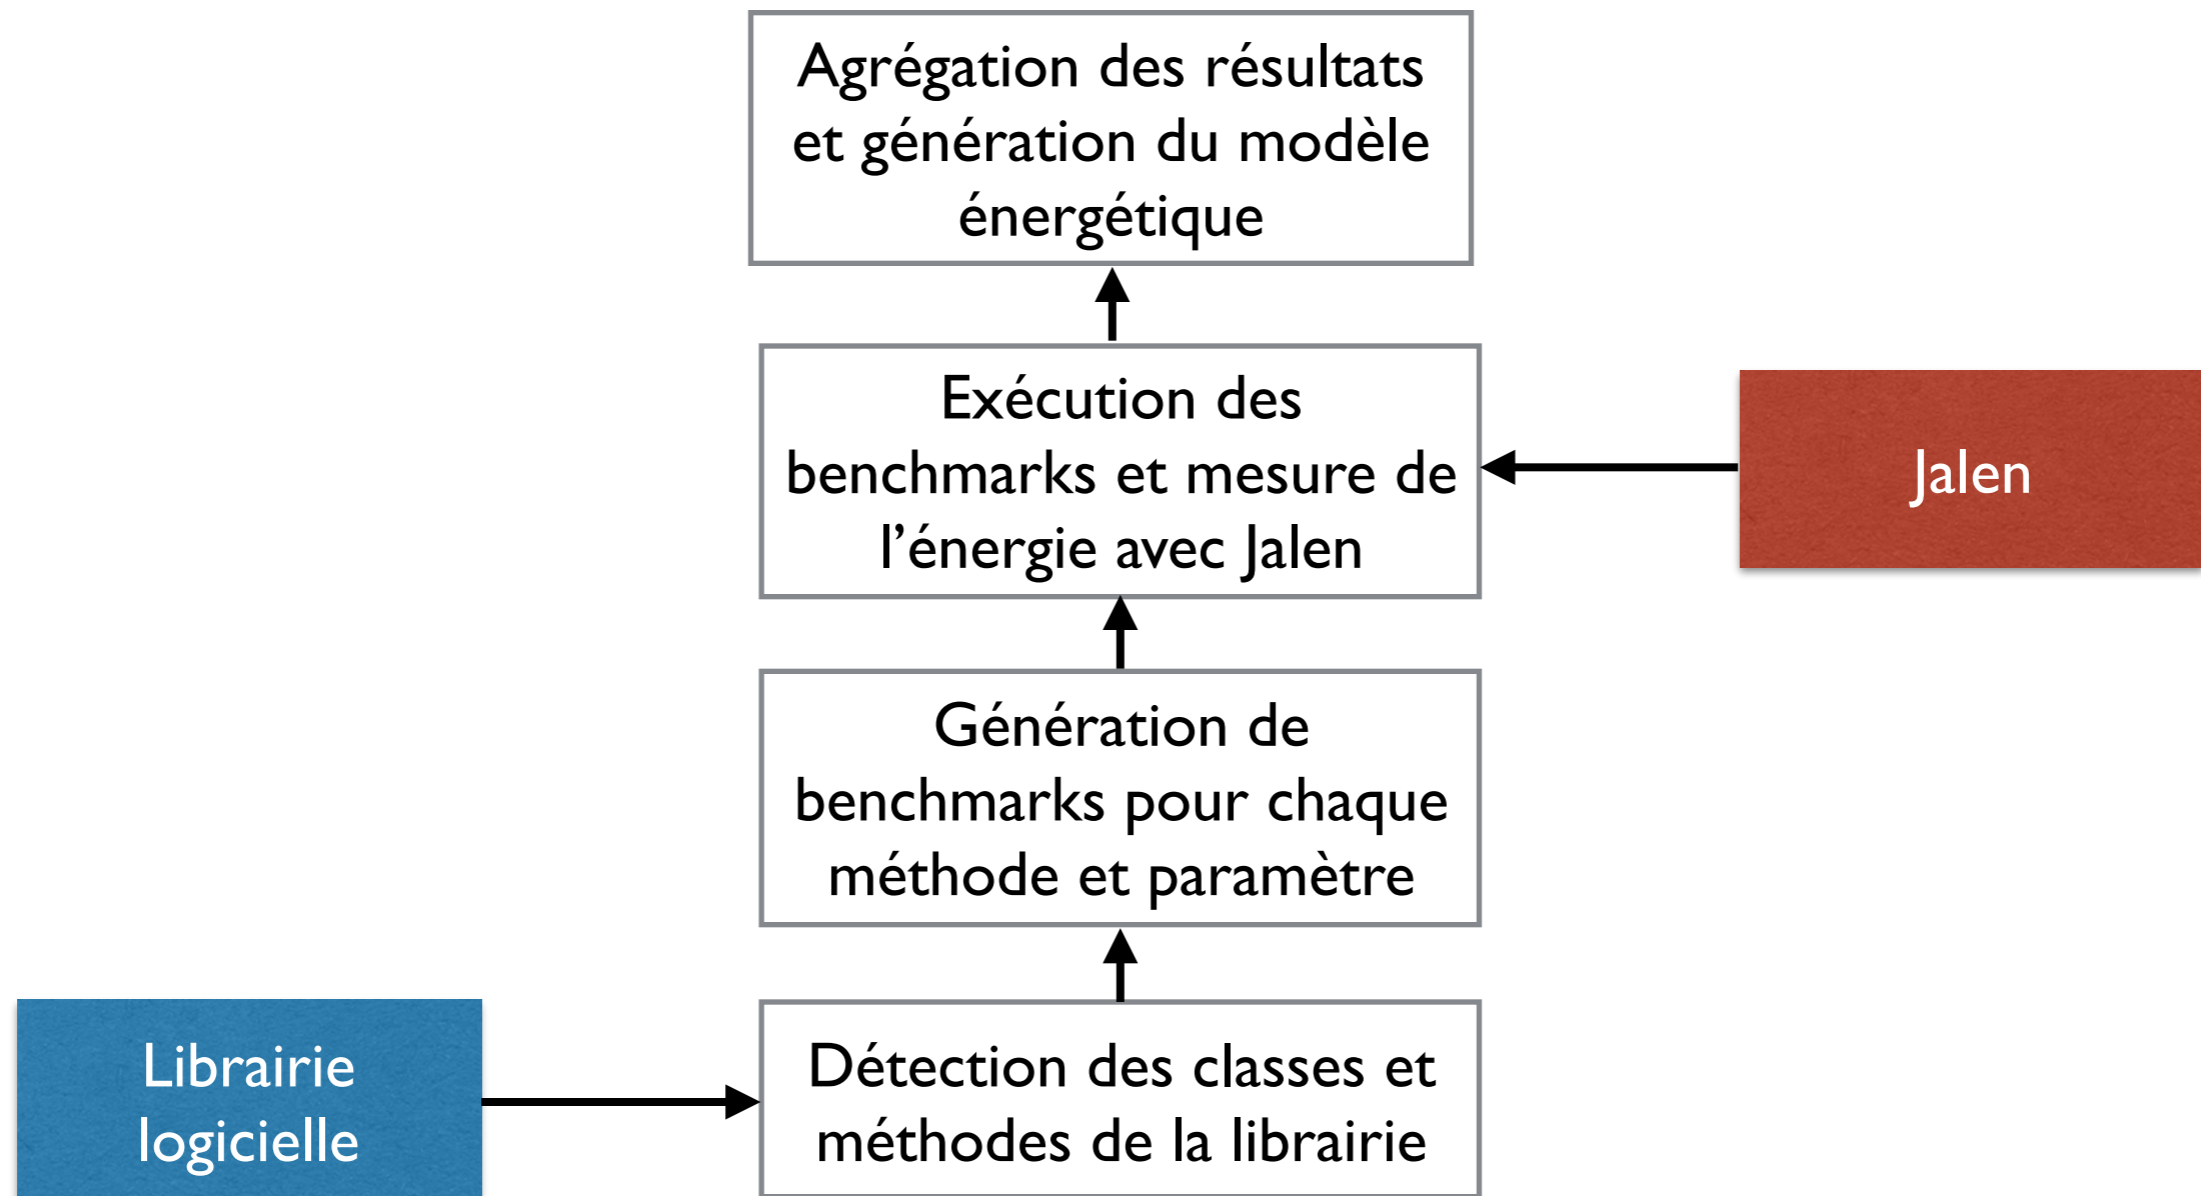 Agrégation des résultats
et génération du modèle
énergétique
Exécution des
benchmarks et mesure de
l’énergie avec Jalen
Jalen
Génération de
benchmarks pour chaque
méthode et paramètre
Librairie
logicielle
Détection des classes et
méthodes de la librairie